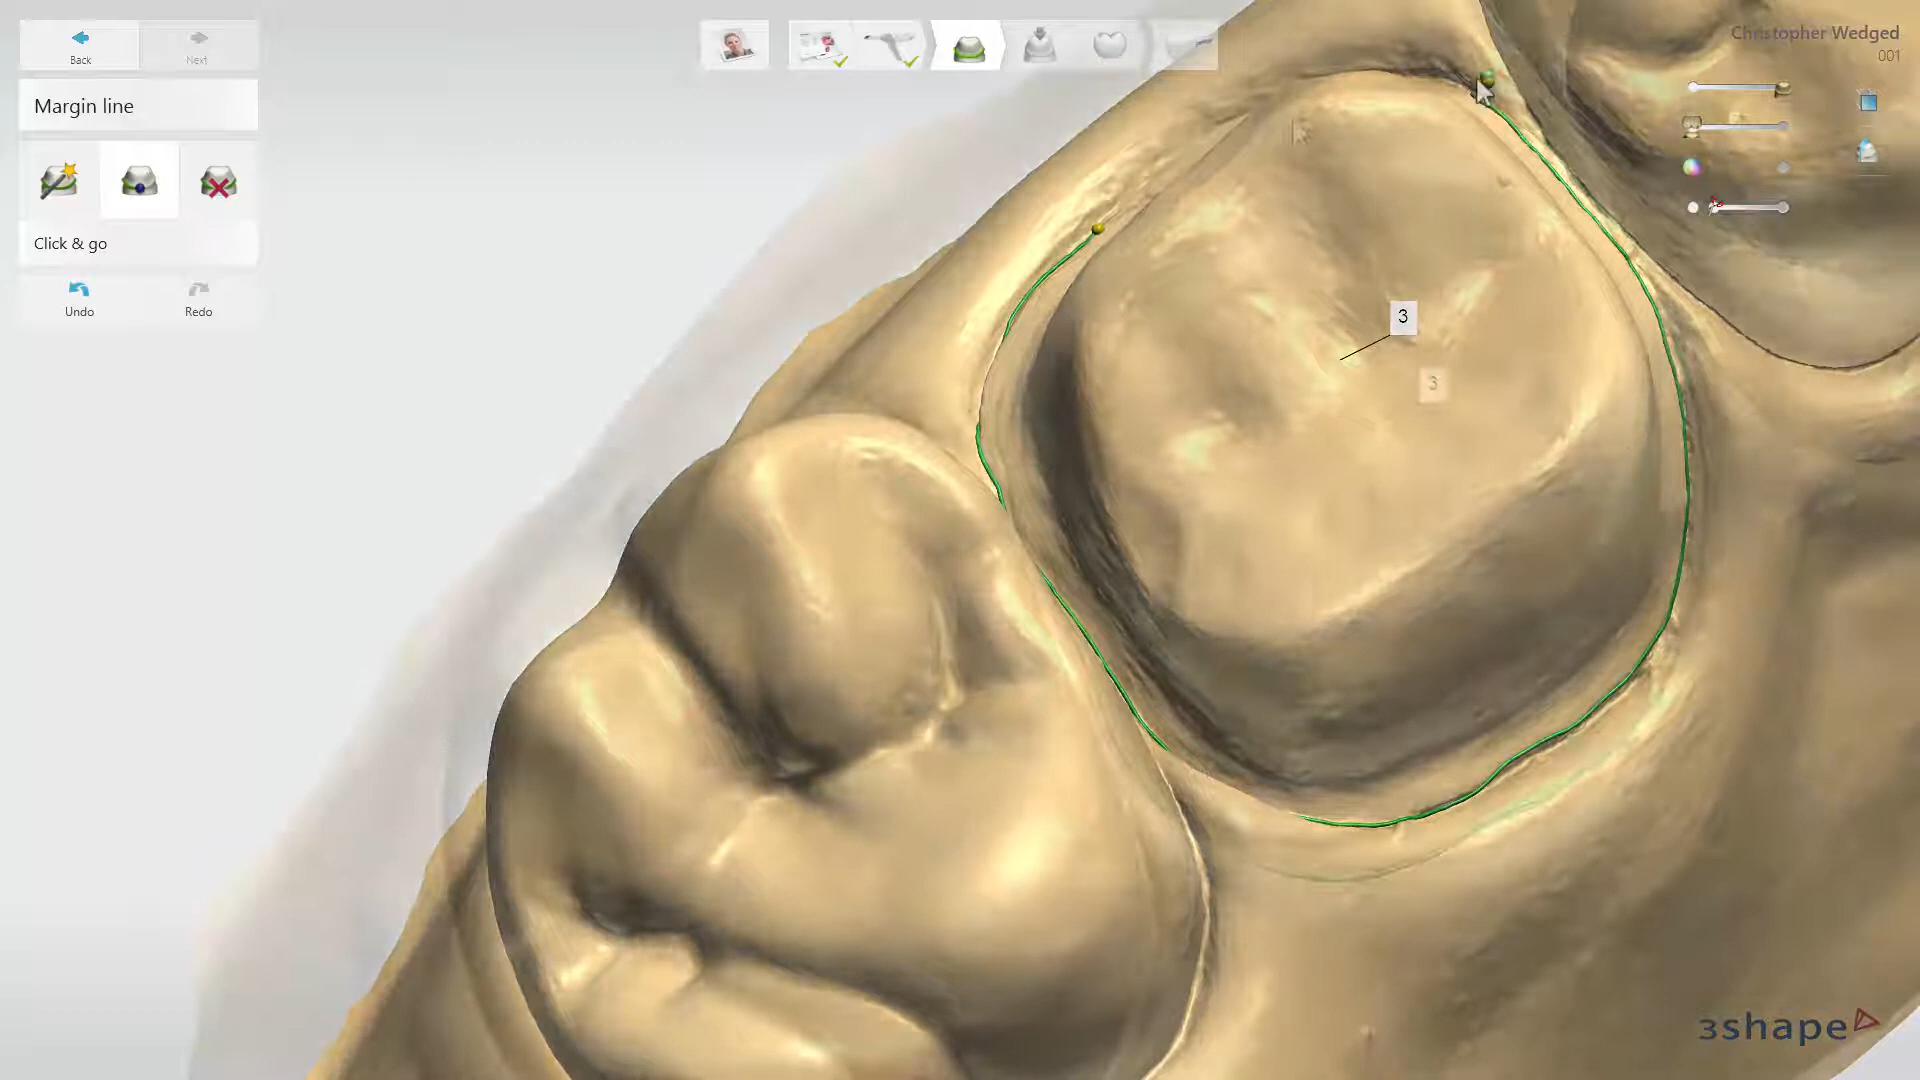 Back
Next
Margin line
Click & go
Undo
Redo
Christopher Wedged
001
3
3
3shape